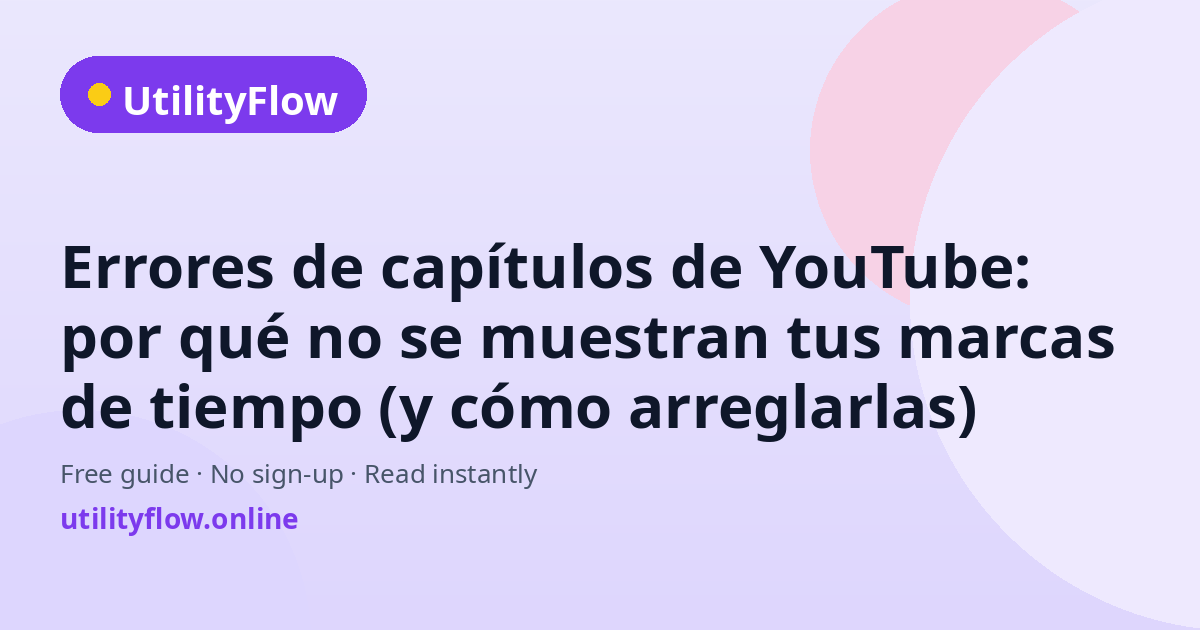 UtilityFlow
Errores de capítulos de YouTube:
por qué no se muestran tus marcas
de tiempo (y cómo arreglarlas)
Free guide · No sign-up · Read instantly
utilityflow.online